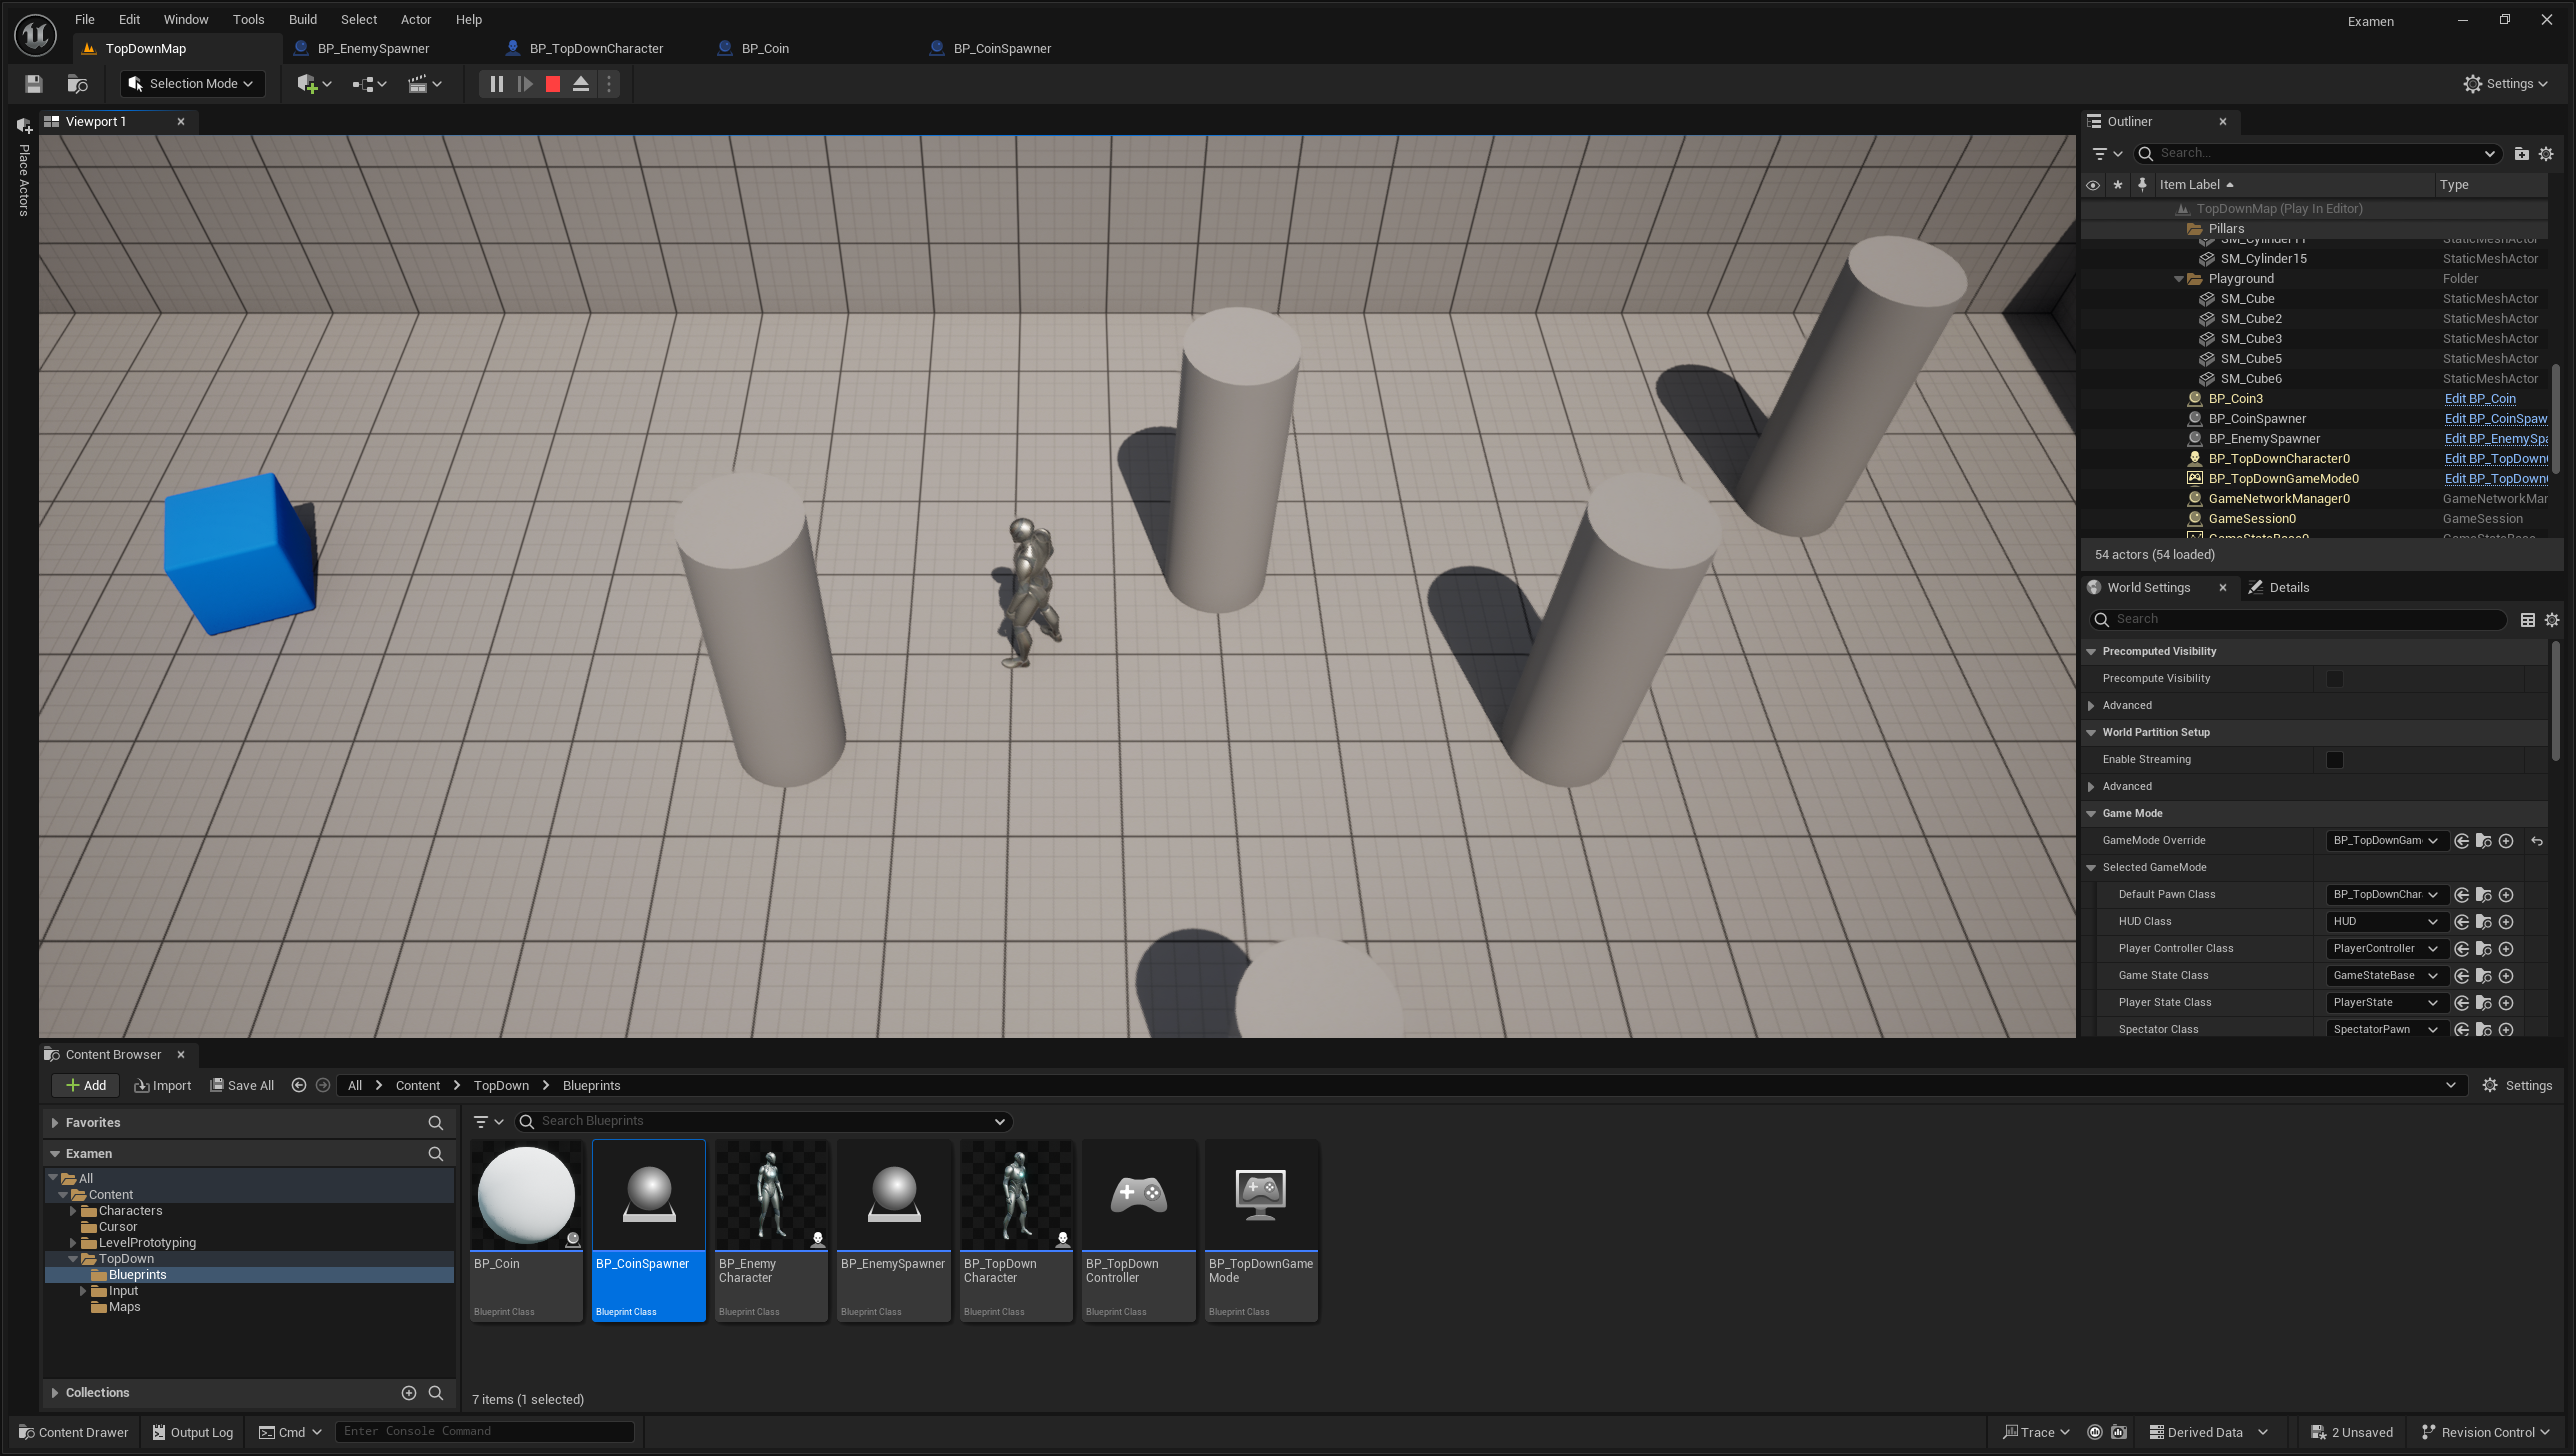 File Edit Window Tools Build Select Actor Help
Examen
TopDownMap BP_EnemySpawner BP_TopDownCharacter BP_Coin BP_CoinSpawner
Selection Mode
Settings
Place Actors
Viewport 1
Outliner
Search...
Item Label Type
TopDownMap (Play In Editor)
Pillars
SM_Cylinder11 StaticMeshActor
SM_Cylinder15 StaticMeshActor
Playground Folder
SM_Cube StaticMeshActor
SM_Cube2 StaticMeshActor
SM_Cube3 StaticMeshActor
SM_Cube5 StaticMeshActor
SM_Cube6 StaticMeshActor
BP_Coin3 Edit BP_Coin
BP_CoinSpawner Edit BP_CoinSpaw
BP_EnemySpawner Edit BP_EnemySpa
BP_TopDownCharacter0 Edit BP_TopDown
BP_TopDownGameMode0 Edit BP_TopDown
GameNetworkManager0 GameNetworkMar
GameSession0 GameSession
GameStateBase0 GameStateBase
54 actors (54 loaded)
World Settings Details
Search
Precomputed Visibility
Precompute Visibility
Advanced
World Partition Setup
Enable Streaming
Advanced
Game Mode
GameMode Override BP_TopDownGam
Selected GameMode
Default Pawn Class BP_TopDownChar
HUD Class HUD
Player Controller Class PlayerController
Game State Class GameStateBase
Player State Class PlayerState
Spectator Class SpectatorPawn
Content Browser
Add Import Save All All Content TopDown Blueprints Settings
Favorites
Search Blueprints
Examen
All
Content
Characters
Cursor
LevelPrototyping
TopDown
Blueprints
Input
Maps
Collections
BP_Coin
Blueprint Class
BP_CoinSpawner
Blueprint Class
BP_Enemy
Character
Blueprint Class
BP_EnemySpawner
Blueprint Class
BP_TopDown
Character
Blueprint Class
BP_TopDown
Controller
Blueprint Class
BP_TopDownGame
Mode
Blueprint Class
7 items (1 selected)
Content Drawer Output Log Cmd Enter Console Command Trace Derived Data 2 Unsaved Revision Control